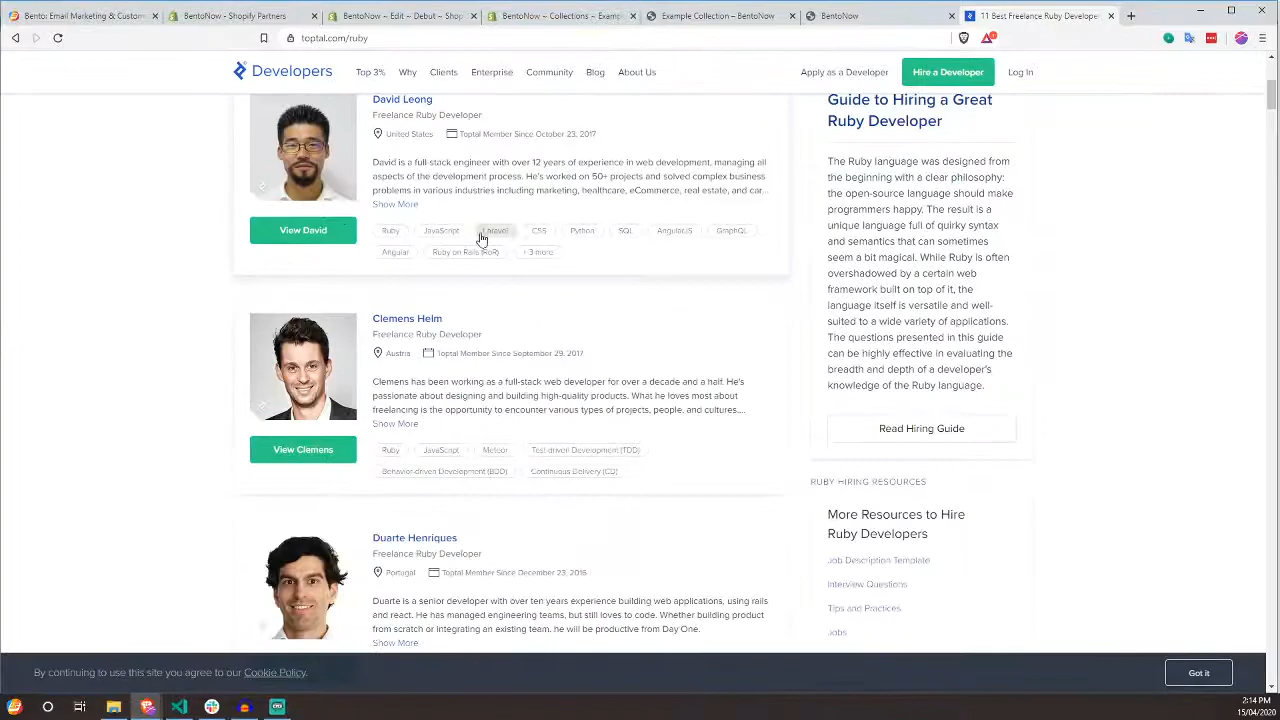 Bento: Email Marketing & Custom
BentoNow - Shopify Partners
BentoNow ~ Edit ~ Debut ~ Shop
BentoNow ~ Collections ~ Examp
Example Collection – BentoNow
BentoNow
11 Best Freelance Ruby Developer
toptal.com/ruby
Developers
Top 3%
Why
Clients
Enterprise
Community
Blog
About Us
Apply as a Developer
Hire a Developer
Log In
David Leong
Freelance Ruby Developer
United States
Toptal Member Since October 23, 2017
David is a full-stack engineer with over 12 years of experience in web development, managing all
aspects of the development process. He's worked on 50+ projects and solved complex business
problems in various industries including marketing, healthcare, eCommerce, real estate, and car...
Show More
View David
Ruby
JavaScript
Laravel
CSS
Python
SQL
AngularJS
GraphQL
Angular
Ruby on Rails (RoR)
+ 3 more
Clemens Helm
Freelance Ruby Developer
Austria
Toptal Member Since September 29, 2017
Clemens has been working as a full-stack web developer for over a decade and a half. He's
passionate about designing and building high-quality products. What he loves most about
freelancing is the opportunity to encounter various types of projects, people, and cultures,...
Show More
View Clemens
Ruby
JavaScript
Meteor
Test-driven Development (TDD)
Behavior-driven Development (BDD)
Continuous Delivery (CD)
Duarte Henriques
Freelance Ruby Developer
Portugal
Toptal Member Since December 23, 2016
Duarte is a senior developer with over ten years experience building web applications, using rails
and react. He has managed engineering teams, but still loves to code. Whether building product
from scratch or integrating an existing team, he will be productive from Day One.
Show More
Guide to Hiring a Great
Ruby Developer
The Ruby language was designed from
the beginning with a clear philosophy:
the open-source language should make
programmers happy. The result is a
unique language full of quirky syntax
and semantics that can sometimes
seem a bit magical. While Ruby is often
overshadowed by a certain web
framework built on top of it, the
language itself is versatile and well-
suited to a wide variety of applications.
The questions presented in this guide
can be highly effective in evaluating the
breadth and depth of a developer's
knowledge of the Ruby language.
Read Hiring Guide
RUBY HIRING RESOURCES
More Resources to Hire
Ruby Developers
Job Description Template
Interview Questions
Tips and Practices
Jobs
By continuing to use this site you agree to our Cookie Policy.
Got it
2:14 PM
15/04/2020